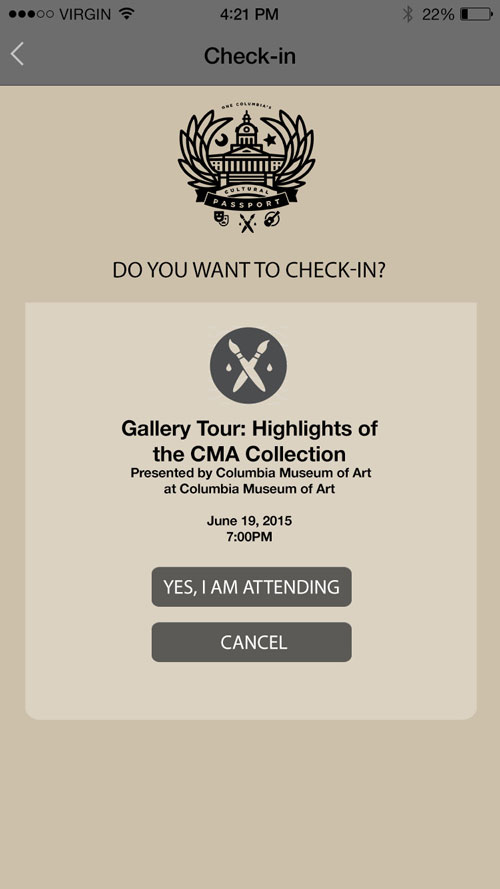 VIRGIN 4:21 PM 22%
Check-in
ONE COLUMBIA'S
CULTURAL
PASSPORT
DO YOU WANT TO CHECK-IN?
Gallery Tour: Highlights of
the CMA Collection
Presented by Columbia Museum of Art
at Columbia Museum of Art
June 19, 2015
7:00PM
YES, I AM ATTENDING
CANCEL